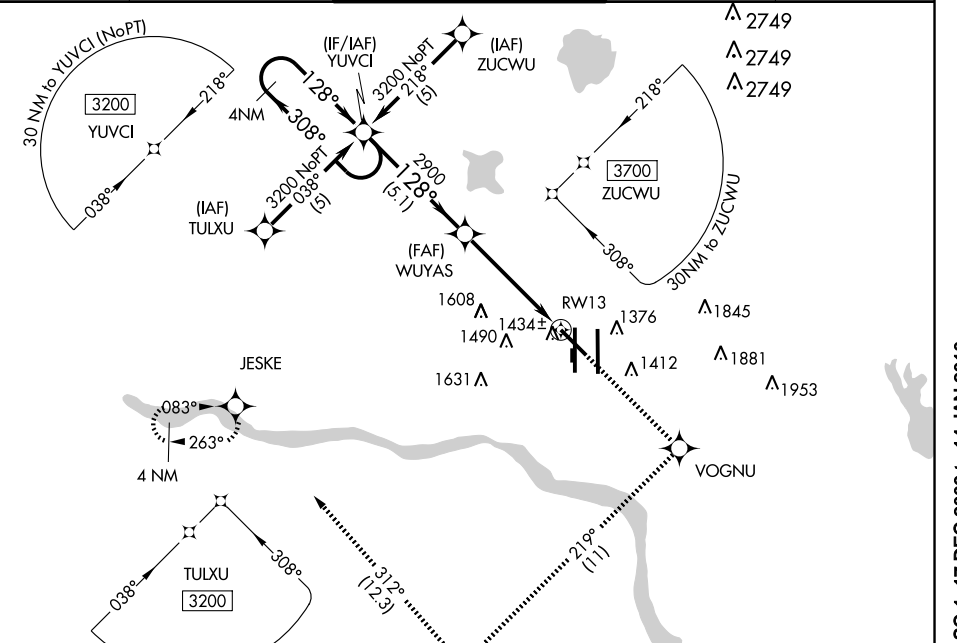 30 NM to YUVCI (NoPT)
218°
3200
YUVCI
038°
(IF/IAF)
YUVCI
128°
4NM
308°
3200 NoPT
218°
(5)
(IAF)
ZUCWU
2749
2749
2749
3200 NoPT
038°
(5)
(IAF)
TULXU
2900
128°
(5.1)
218°
3700
ZUCWU
308°
30NM to ZUCWU
(FAF)
WUYAS
RW13
1608
1490
1434±
1376
1845
1631
1412
1881
1953
JESKE
083°
263°
4 NM
VOGNU
219°
(11)
312°
(12.3)
308°
TULXU
3200
038°